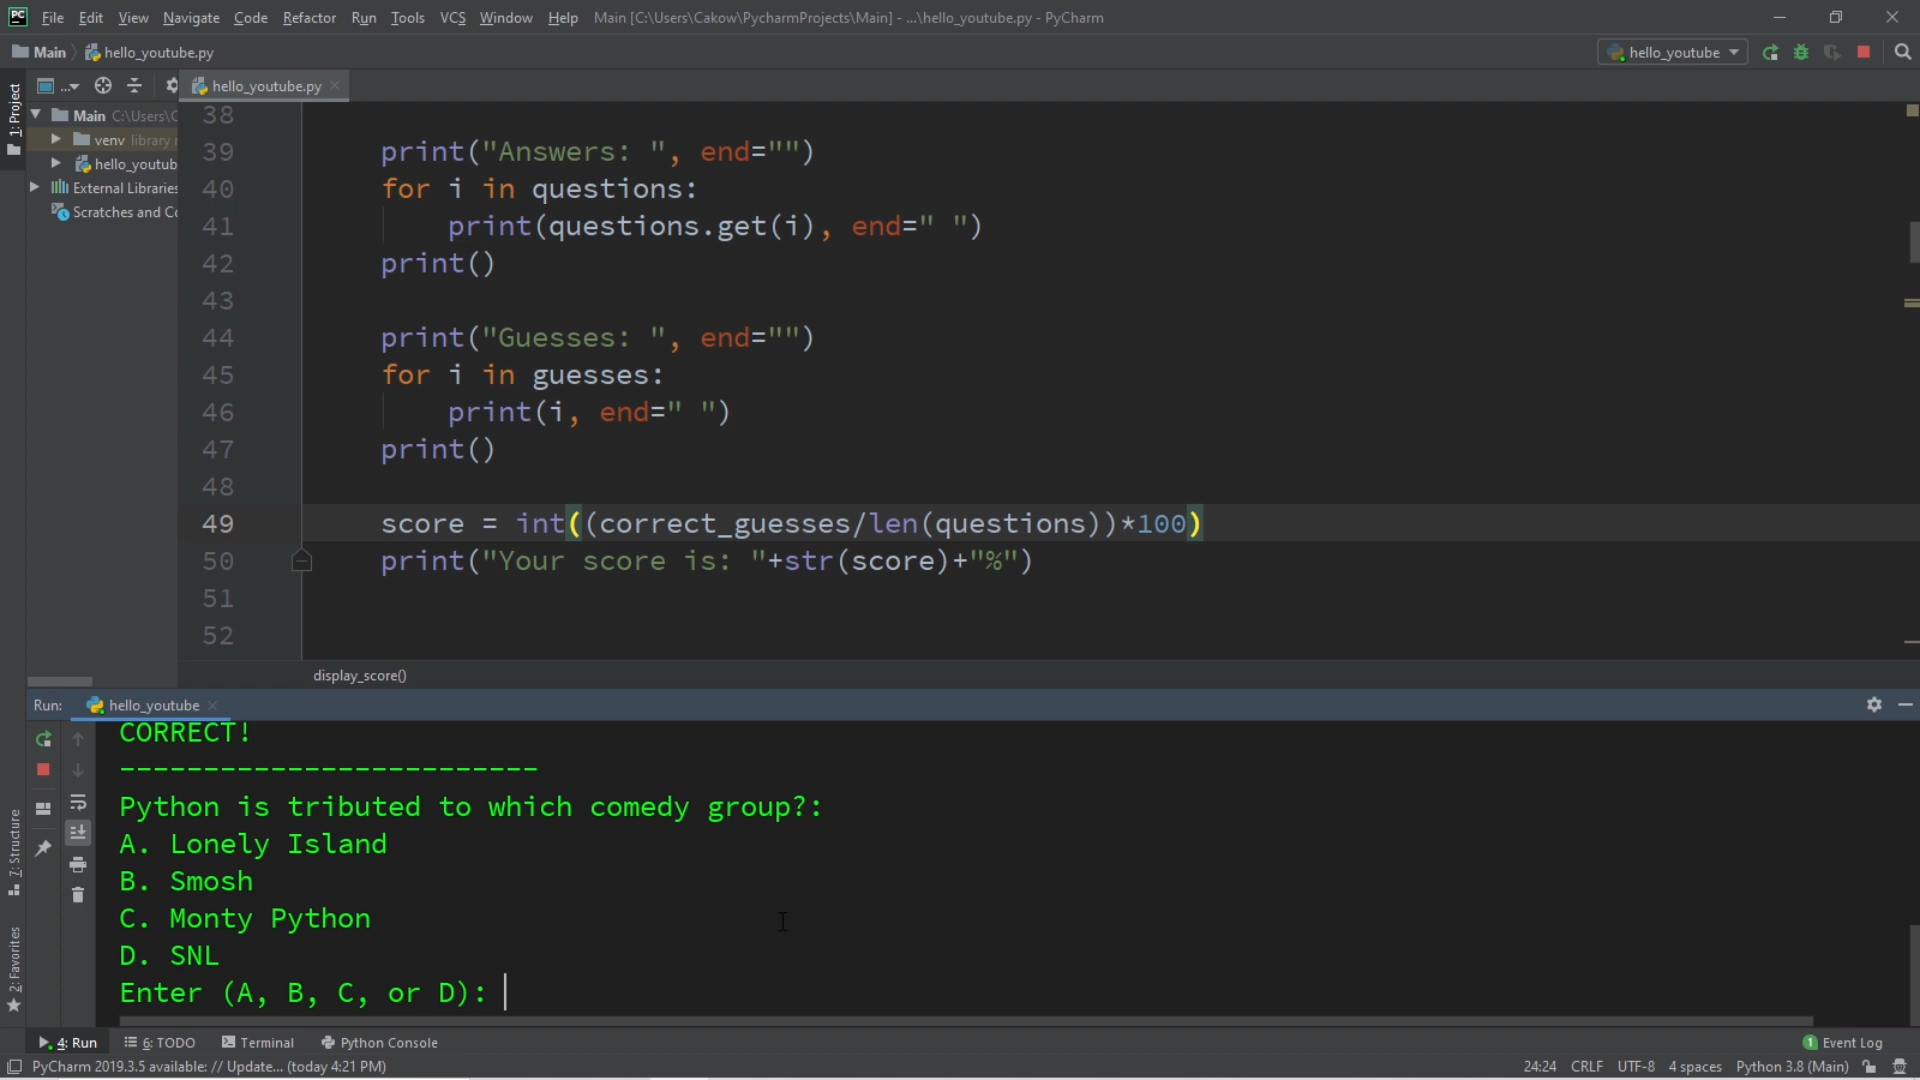 PC File Edit View Navigate Code Refactor Run Tools VCS Window Help Main [C:\Users\Cakow\PycharmProjects\Main] - ...\hello_youtube.py - PyCharm
Main hello_youtube.py hello_youtube
... hello_youtube.py
1: Project
Main C:\Users\C
venv library r
hello_youtub
External Libraries
Scratches and Co
38
39 print("Answers: ", end="")
40 for i in questions:
41 print(questions.get(i), end=" ")
42 print()
43
44 print("Guesses: ", end="")
45 for i in guesses:
46 print(i, end=" ")
47 print()
48
49 score = int((correct_guesses/len(questions))*100)
50 print("Your score is: "+str(score)+"%")
51
52
display_score()
Run: hello_youtube
CORRECT!
-------------------------
Python is tributed to which comedy group?:
A. Lonely Island
B. Smosh
C. Monty Python
D. SNL
Enter (A, B, C, or D):
7: Structure
2: Favorites
4: Run 6: TODO Terminal Python Console 1 Event Log
PyCharm 2019.3.5 available: // Update... (today 4:21 PM) 24:24 CRLF UTF-8 4 spaces Python 3.8 (Main)